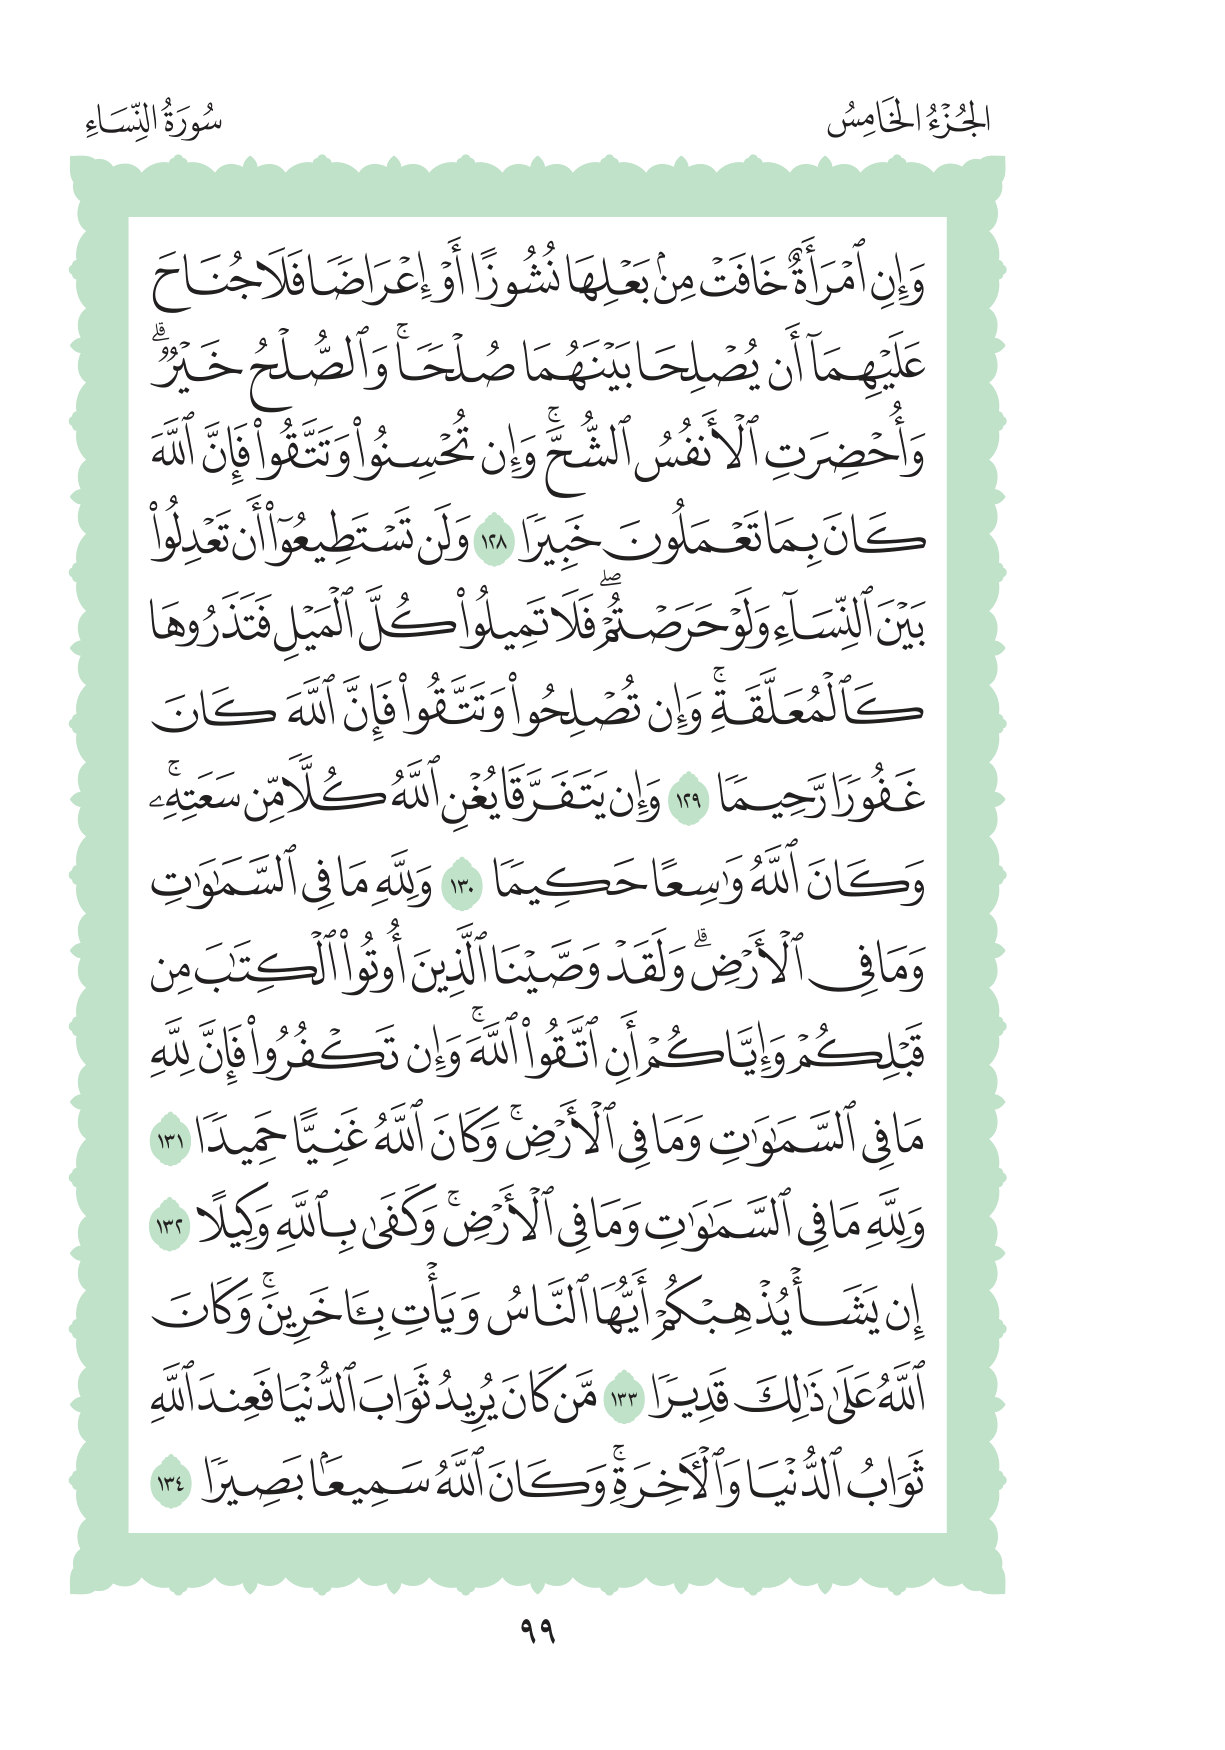 الجُزْءُ الخَامِسُ
سُورَةُ النِّسَاءِ
وَإِنِ ٱمْرَأَةٌ خَافَتْ مِنۢ بَعْلِهَا نُشُوزًا أَوْ إِعْرَاضًا فَلَا جُنَاحَ
عَلَيْهِمَآ أَن يُصْلِحَا بَيْنَهُمَا صُلْحًا ۚ وَٱلصُّلْحُ خَيْرٌ ۗ
وَأُحْضِرَتِ ٱلْأَنفُسُ ٱلشُّحَّ ۚ وَإِن تُحْسِنُوا۟ وَتَتَّقُوا۟ فَإِنَّ ٱللَّهَ
كَانَ بِمَا تَعْمَلُونَ خَبِيرًا ١٢٨ وَلَن تَسْتَطِيعُوٓا۟ أَن تَعْدِلُوا۟
بَيْنَ ٱلنِّسَآءِ وَلَوْ حَرَصْتُمْ ۖ فَلَا تَمِيلُوا۟ كُلَّ ٱلْمَيْلِ فَتَذَرُوهَا
كَٱلْمُعَلَّقَةِ ۚ وَإِن تُصْلِحُوا۟ وَتَتَّقُوا۟ فَإِنَّ ٱللَّهَ كَانَ
غَفُورًا رَّحِيمًا ١٢٩ وَإِن يَتَفَرَّقَا يُغْنِ ٱللَّهُ كُلًّا مِّن سَعَتِهِۦ ۚ
وَكَانَ ٱللَّهُ وَٰسِعًا حَكِيمًا ١٣٠ وَلِلَّهِ مَا فِى ٱلسَّمَٰوَٰتِ
وَمَا فِى ٱلْأَرْضِ ۗ وَلَقَدْ وَصَّيْنَا ٱلَّذِينَ أُوتُوا۟ ٱلْكِتَٰبَ مِن
قَبْلِكُمْ وَإِيَّاكُمْ أَنِ ٱتَّقُوا۟ ٱللَّهَ ۚ وَإِن تَكْفُرُوا۟ فَإِنَّ لِلَّهِ
مَا فِى ٱلسَّمَٰوَٰتِ وَمَا فِى ٱلْأَرْضِ ۚ وَكَانَ ٱللَّهُ غَنِيًّا حَمِيدًا ١٣١
وَلِلَّهِ مَا فِى ٱلسَّمَٰوَٰتِ وَمَا فِى ٱلْأَرْضِ ۚ وَكَفَىٰ بِٱللَّهِ وَكِيلًا ١٣٢
إِن يَشَأْ يُذْهِبْكُمْ أَيُّهَا ٱلنَّاسُ وَيَأْتِ بِـَٔاخَرِينَ ۚ وَكَانَ
ٱللَّهُ عَلَىٰ ذَٰلِكَ قَدِيرًا ١٣٣ مَّن كَانَ يُرِيدُ ثَوَابَ ٱلدُّنْيَا فَعِندَ ٱللَّهِ
ثَوَابُ ٱلدُّنْيَا وَٱلْـَٔاخِرَةِ ۚ وَكَانَ ٱللَّهُ سَمِيعًۢا بَصِيرًا ١٣٤
٩٩